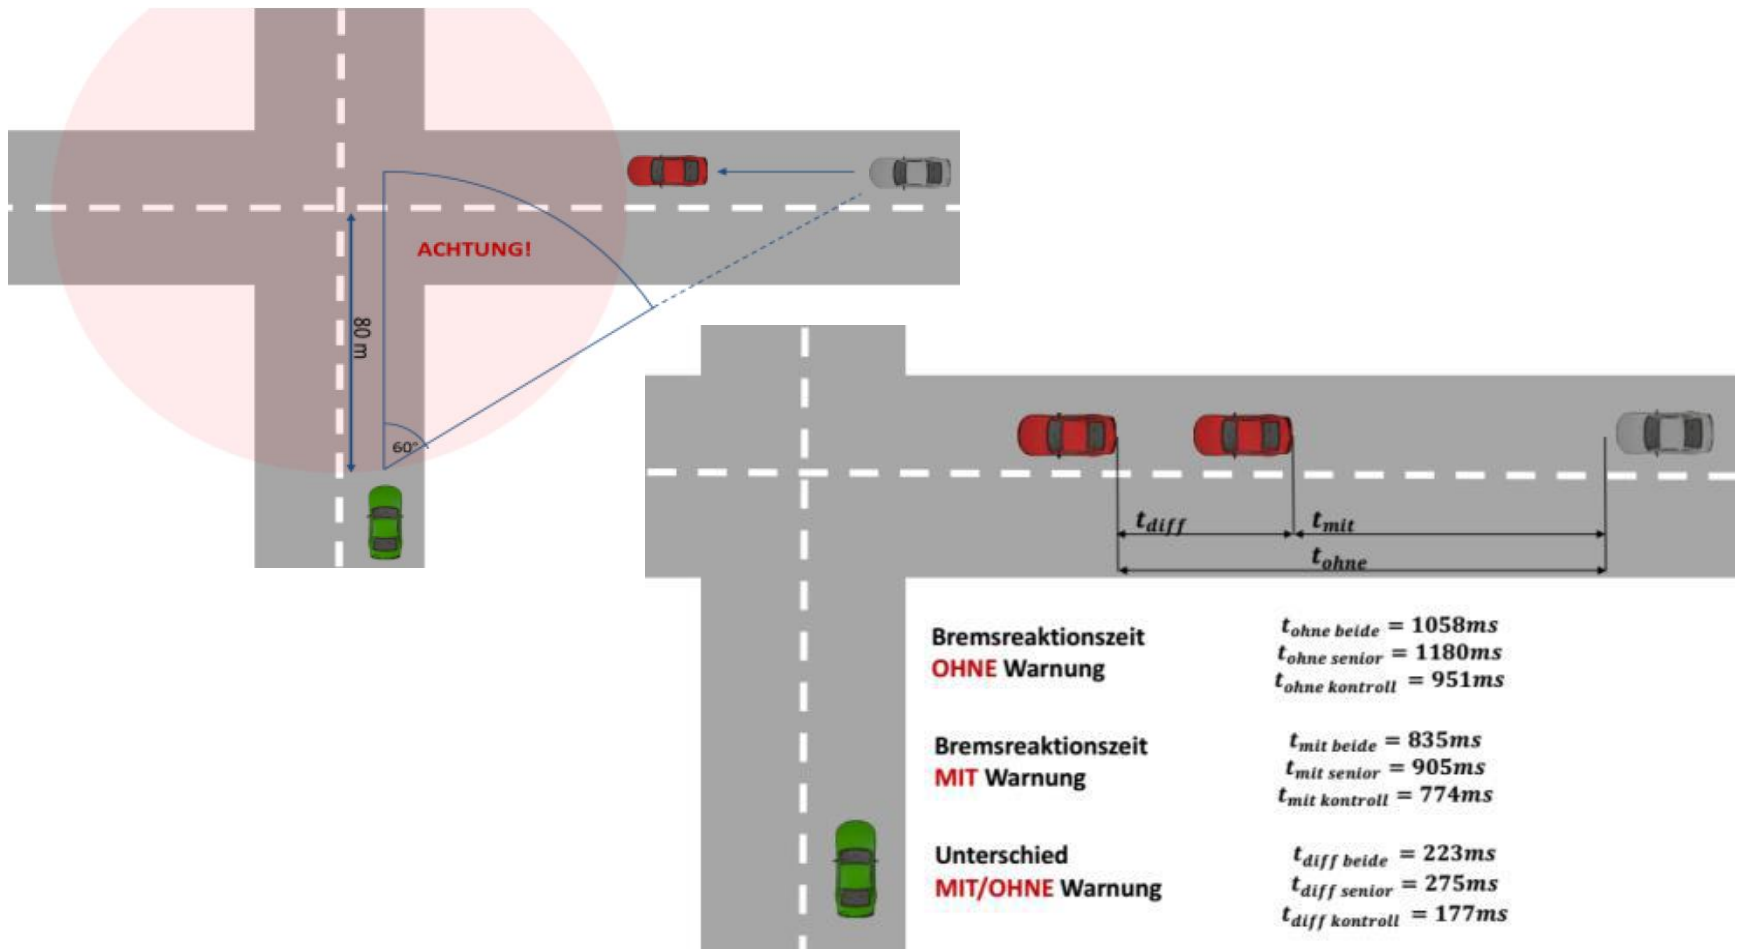 ACHTUNG!
80 m
60°
t_diff
t_mit
t_ohne
Bremsreaktionszeit
OHNE Warnung
t_ohne beide = 1058ms
t_ohne senior = 1180ms
t_ohne kontroll = 951ms
Bremsreaktionszeit
MIT Warnung
t_mit beide = 835ms
t_mit senior = 905ms
t_mit kontroll = 774ms
Unterschied
MIT/OHNE Warnung
t_diff beide = 223ms
t_diff senior = 275ms
t_diff kontroll = 177ms